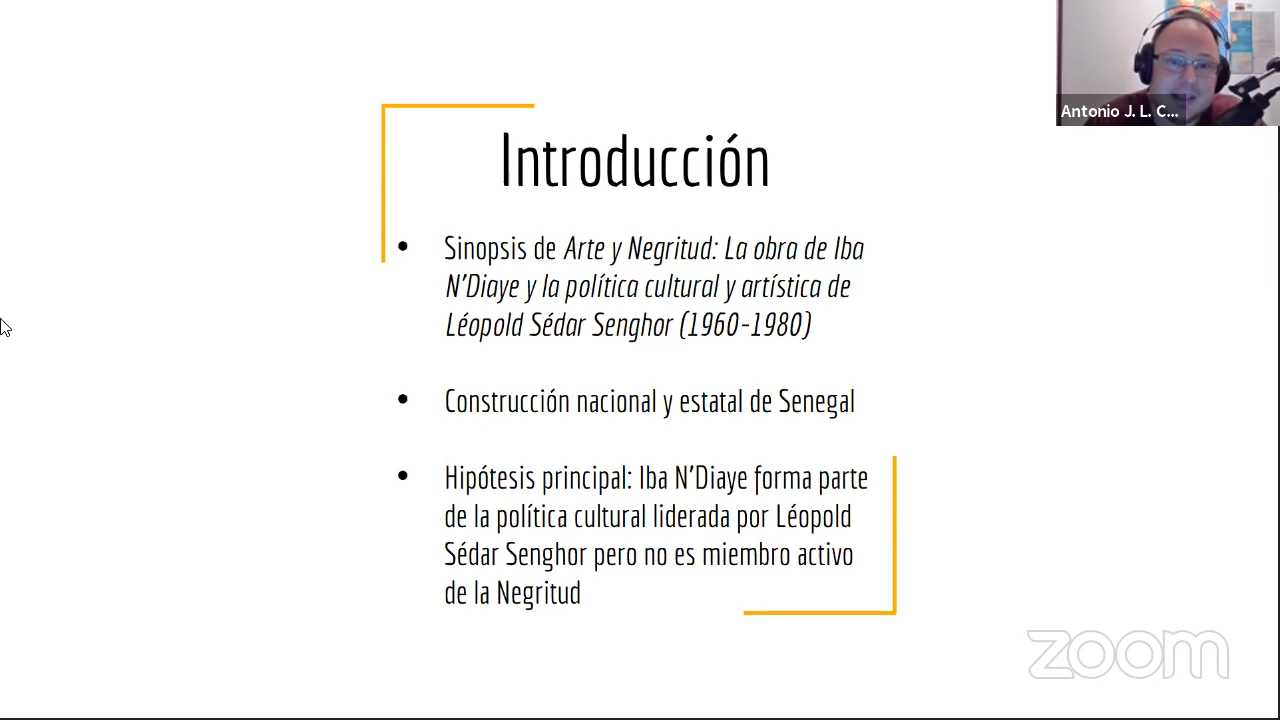 Antonio J. L. C...
Introducción
• Sinopsis de Arte y Negritud: La obra de Iba
N'Diaye y la política cultural y artística de
Léopold Sédar Senghor (1960-1980)
• Construcción nacional y estatal de Senegal
• Hipótesis principal: Iba N'Diaye forma parte
de la política cultural liderada por Léopold
Sédar Senghor pero no es miembro activo
de la Negritud
zoom